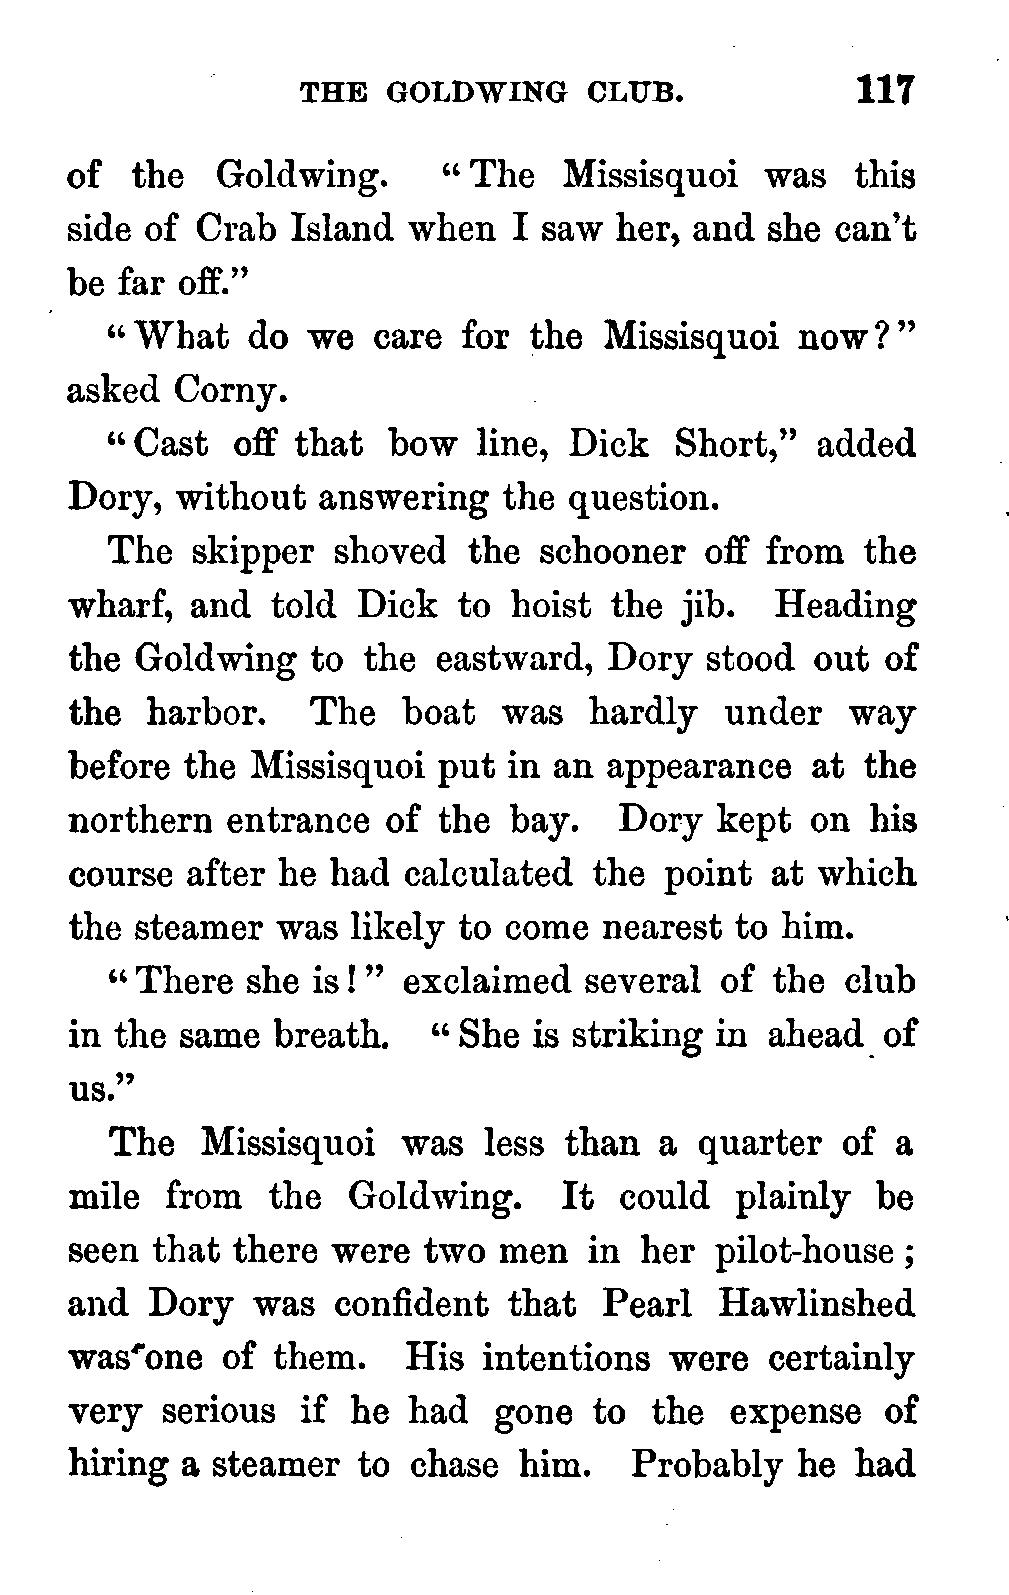 THE GOLDWING CLUB. 117
of the Goldwing. "The Missisquoi was this
side of Crab Island when I saw her, and she can't
be far off."
"What do we care for the Missisquoi now?"
asked Corny.
"Cast off that bow line, Dick Short," added
Dory, without answering the question.
The skipper shoved the schooner off from the
wharf, and told Dick to hoist the jib. Heading
the Goldwing to the eastward, Dory stood out of
the harbor. The boat was hardly under way
before the Missisquoi put in an appearance at the
northern entrance of the bay. Dory kept on his
course after he had calculated the point at which
the steamer was likely to come nearest to him.
"There she is!" exclaimed several of the club
in the same breath. "She is striking in ahead of
us."
The Missisquoi was less than a quarter of a
mile from the Goldwing. It could plainly be
seen that there were two men in her pilot-house;
and Dory was confident that Pearl Hawlinshed
was one of them. His intentions were certainly
very serious if he had gone to the expense of
hiring a steamer to chase him. Probably he had